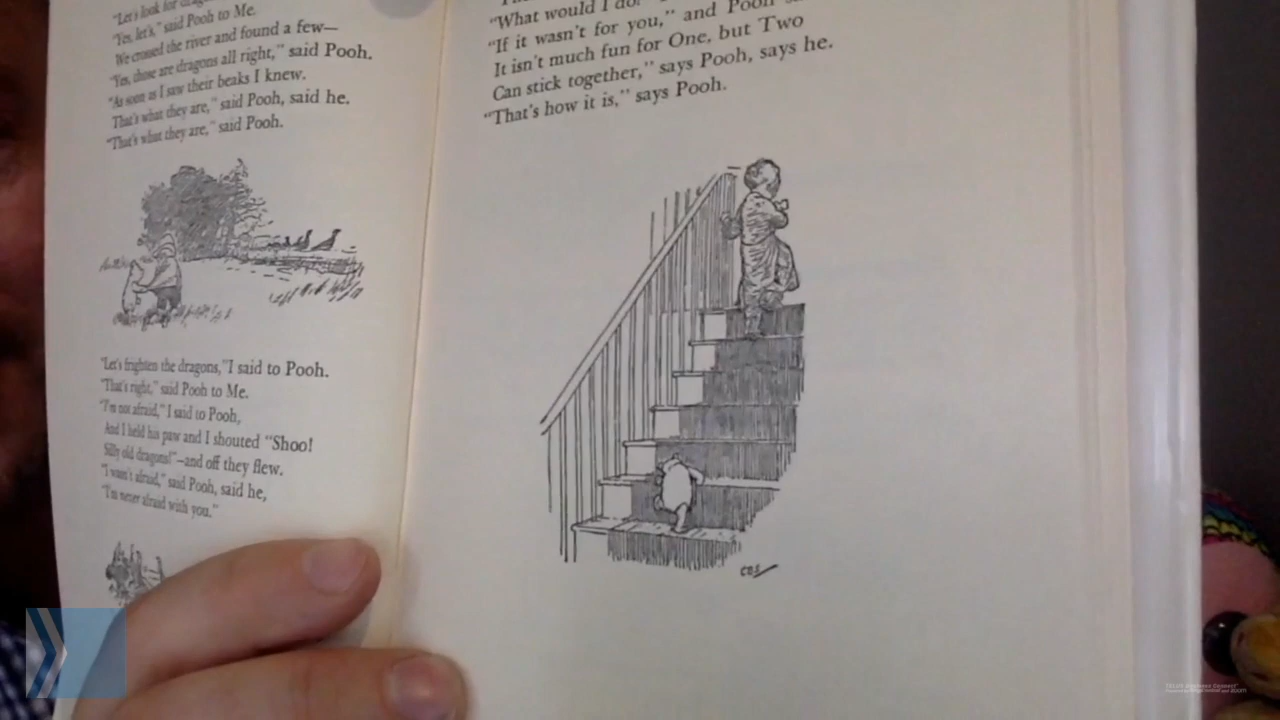 "Let's look for
"Yes, let's," said Pooh to Me.
We crossed the river and found a few—
"Yes, those are dragons all right," said Pooh.
"As soon as I saw their beaks I knew.
That's what they are," said Pooh, said he.
"That's what they are," said Pooh.
"Let's frighten the dragons," I said to Pooh.
"That's right," said Pooh to Me.
"I'm not afraid," I said to Pooh,
And I held his paw and I shouted "Shoo!
Silly old dragons!"—and off they flew.
"I wasn't afraid," said Pooh, said he,
"I'm never afraid with you."
"What would I do?"
"If it wasn't for you," and Pooh
It isn't much fun for One, but Two
Can stick together," says Pooh, says he.
"That's how it is," says Pooh.